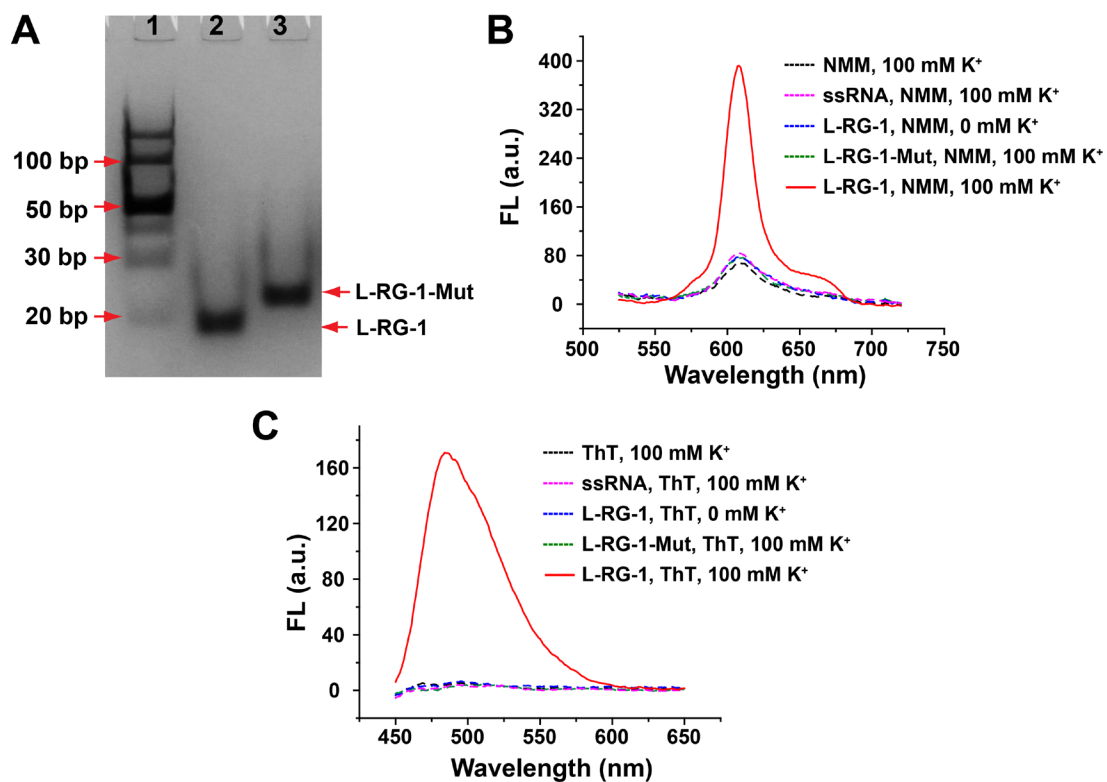 A
1 2 3
100 bp
50 bp
30 bp
20 bp
L-RG-1-Mut
L-RG-1
B
FL (a.u.)
400
320
240
160
80
0
500 550 600 650 700 750
Wavelength (nm)
NMM, 100 mM K⁺
ssRNA, NMM, 100 mM K⁺
L-RG-1, NMM, 0 mM K⁺
L-RG-1-Mut, NMM, 100 mM K⁺
L-RG-1, NMM, 100 mM K⁺
C
FL (a.u.)
160
120
80
40
0
450 500 550 600 650
Wavelength (nm)
ThT, 100 mM K⁺
ssRNA, ThT, 100 mM K⁺
L-RG-1, ThT, 0 mM K⁺
L-RG-1-Mut, ThT, 100 mM K⁺
L-RG-1, ThT, 100 mM K⁺